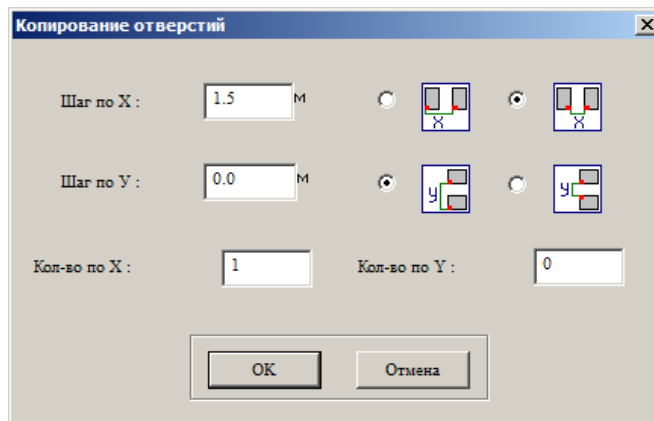 Копирование отверстий
Шаг по X : 1.5 м X X
Шаг по У : 0.0 м У У
Кол-во по X : 1 Кол-во по Y : 0
OK Отмена